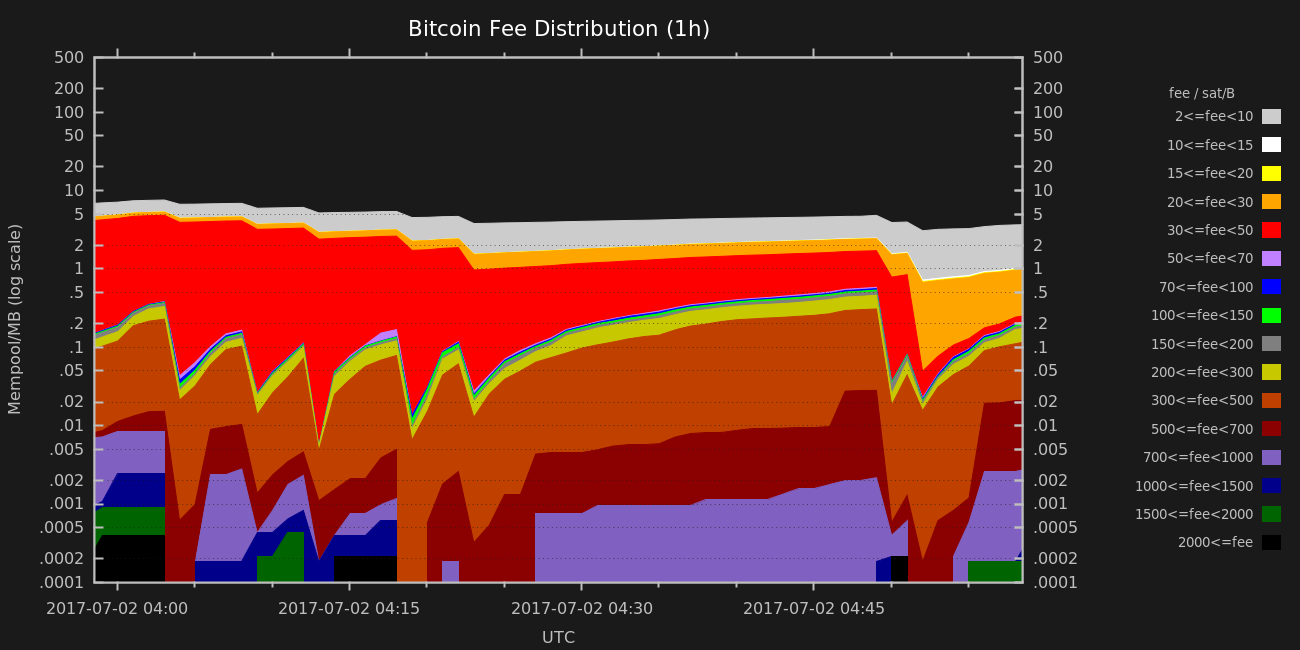 Bitcoin Fee Distribution (1h)
500
200
100
50
20
10
5
2
1
.5
.2
.1
.05
.02
.01
.005
.002
.001
.0005
.0002
.0001
Mempool/MB (log scale)
500
200
100
50
20
10
5
2
1
.5
.2
.1
.05
.02
.01
.005
.002
.001
.0005
.0002
.0001
2017-07-02 04:00
2017-07-02 04:15
2017-07-02 04:30
2017-07-02 04:45
UTC
fee / sat/B
2<=fee<10
10<=fee<15
15<=fee<20
20<=fee<30
30<=fee<50
50<=fee<70
70<=fee<100
100<=fee<150
150<=fee<200
200<=fee<300
300<=fee<500
500<=fee<700
700<=fee<1000
1000<=fee<1500
1500<=fee<2000
2000<=fee